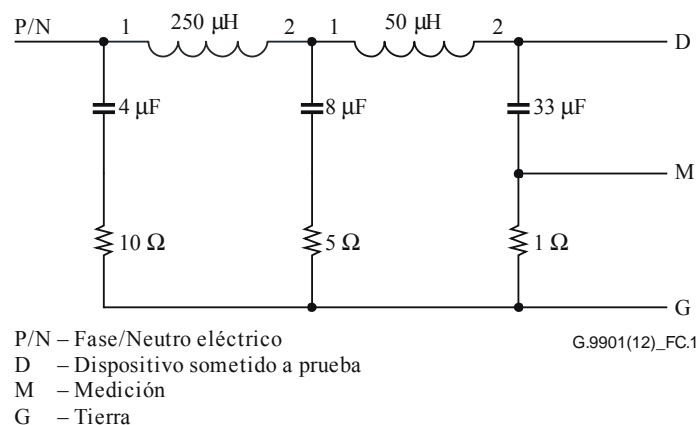 P/N 1 250 µH 2 1 50 µH 2 D
4 µF 8 µF 33 µF
M
10 Ω 5 Ω 1 Ω
G
P/N – Fase/Neutro eléctrico
G.9901(12)_FC.1
D – Dispositivo sometido a prueba
M – Medición
G – Tierra